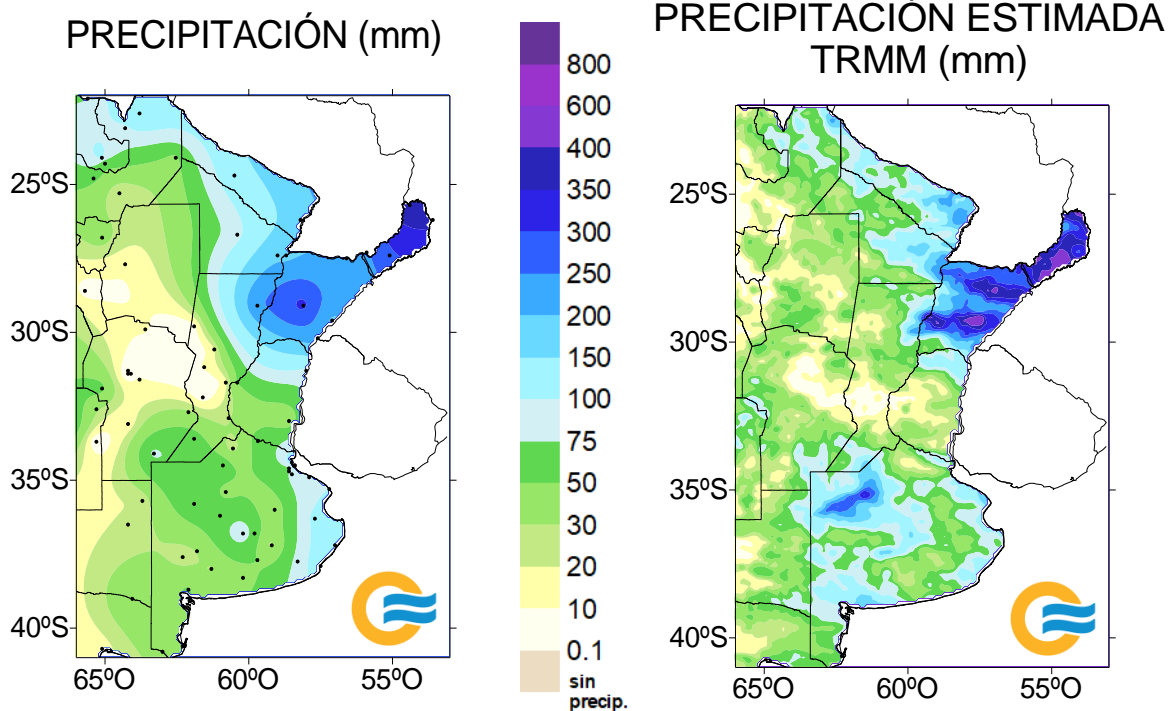 PRECIPITACIÓN (mm)
25ºS
30ºS
35ºS
40ºS
65ºO 60ºO 55ºO
800
600
400
350
300
250
200
150
100
75
50
30
20
10
0.1
sin
precip.
PRECIPITACIÓN ESTIMADA
TRMM (mm)
25ºS
30ºS
35ºS
40ºS
65ºO 60ºO 55ºO